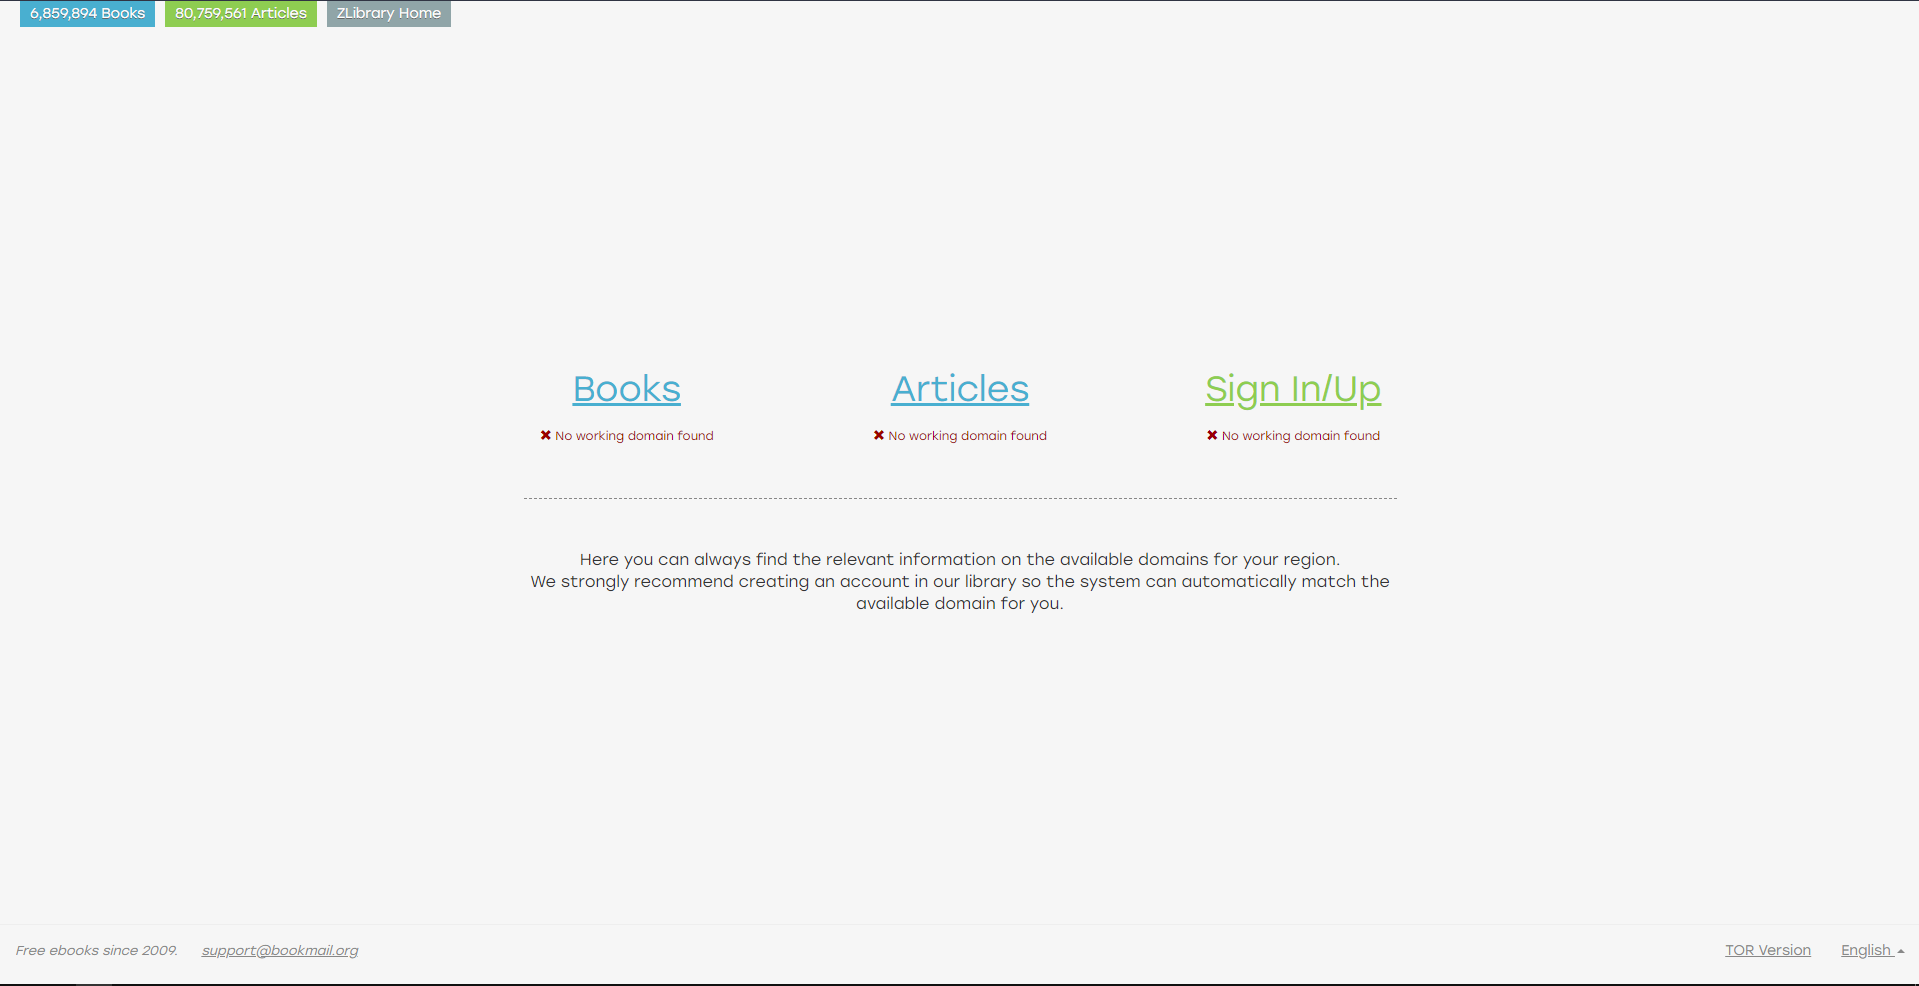 6,859,894 Books 80,759,561 Articles ZLibrary Home
Books Articles Sign In/Up
✖ No working domain found ✖ No working domain found ✖ No working domain found
Here you can always find the relevant information on the available domains for your region.
We strongly recommend creating an account in our library so the system can automatically match the
available domain for you.
Free ebooks since 2009. support@bookmail.org TOR Version English